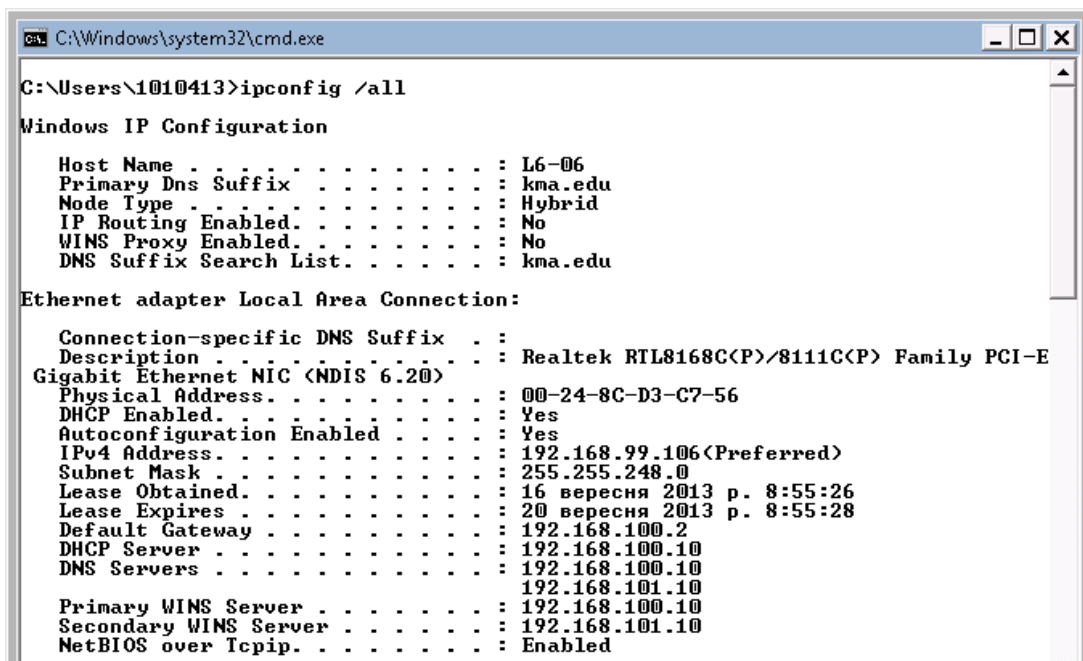 C:\Windows\system32\cmd.exe
C:\Users\1010413>ipconfig /all
Windows IP Configuration
Host Name . . . . . . . . . . . . : L6-06
Primary Dns Suffix . . . . . . . : kma.edu
Node Type . . . . . . . . . . . . : Hybrid
IP Routing Enabled. . . . . . . . : No
WINS Proxy Enabled. . . . . . . . : No
DNS Suffix Search List. . . . . . : kma.edu
Ethernet adapter Local Area Connection:
Connection-specific DNS Suffix . :
Description . . . . . . . . . . . : Realtek RTL8168C(P)/8111C(P) Family PCI-E
Gigabit Ethernet NIC (NDIS 6.20)
Physical Address. . . . . . . . . : 00-24-8C-D3-C7-56
DHCP Enabled. . . . . . . . . . . : Yes
Autoconfiguration Enabled . . . . : Yes
IPv4 Address. . . . . . . . . . . : 192.168.99.106(Preferred)
Subnet Mask . . . . . . . . . . . : 255.255.248.0
Lease Obtained. . . . . . . . . . : 16 вересня 2013 р. 8:55:26
Lease Expires . . . . . . . . . . : 20 вересня 2013 р. 8:55:28
Default Gateway . . . . . . . . . : 192.168.100.2
DHCP Server . . . . . . . . . . . : 192.168.100.10
DNS Servers . . . . . . . . . . . : 192.168.100.10
192.168.101.10
Primary WINS Server . . . . . . . : 192.168.100.10
Secondary WINS Server . . . . . . : 192.168.101.10
NetBIOS over Tcpip. . . . . . . . : Enabled